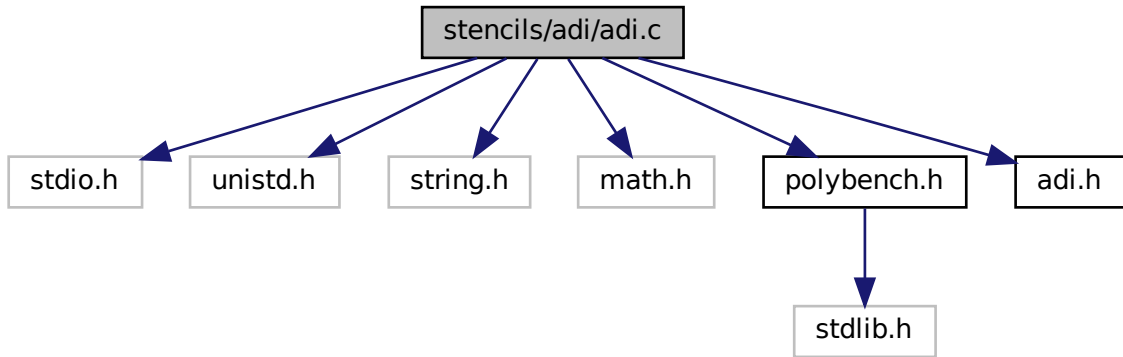 stencils/adi/adi.c
stdio.h
unistd.h
string.h
math.h
polybench.h
adi.h
stdlib.h